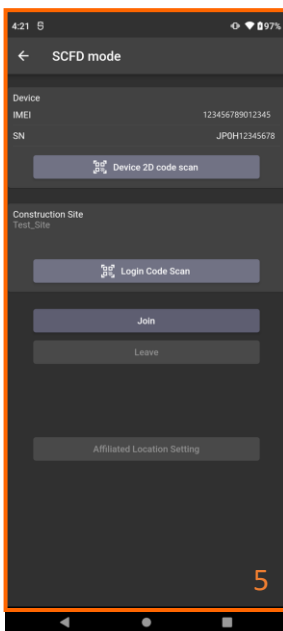 4:21
97%
SCFD mode
Device
IMEI 123456789012345
SN JP0H12345678
Device 2D code scan
Construction Site
Test_Site
Login Code Scan
Join
Leave
Affiliated Location Setting
5